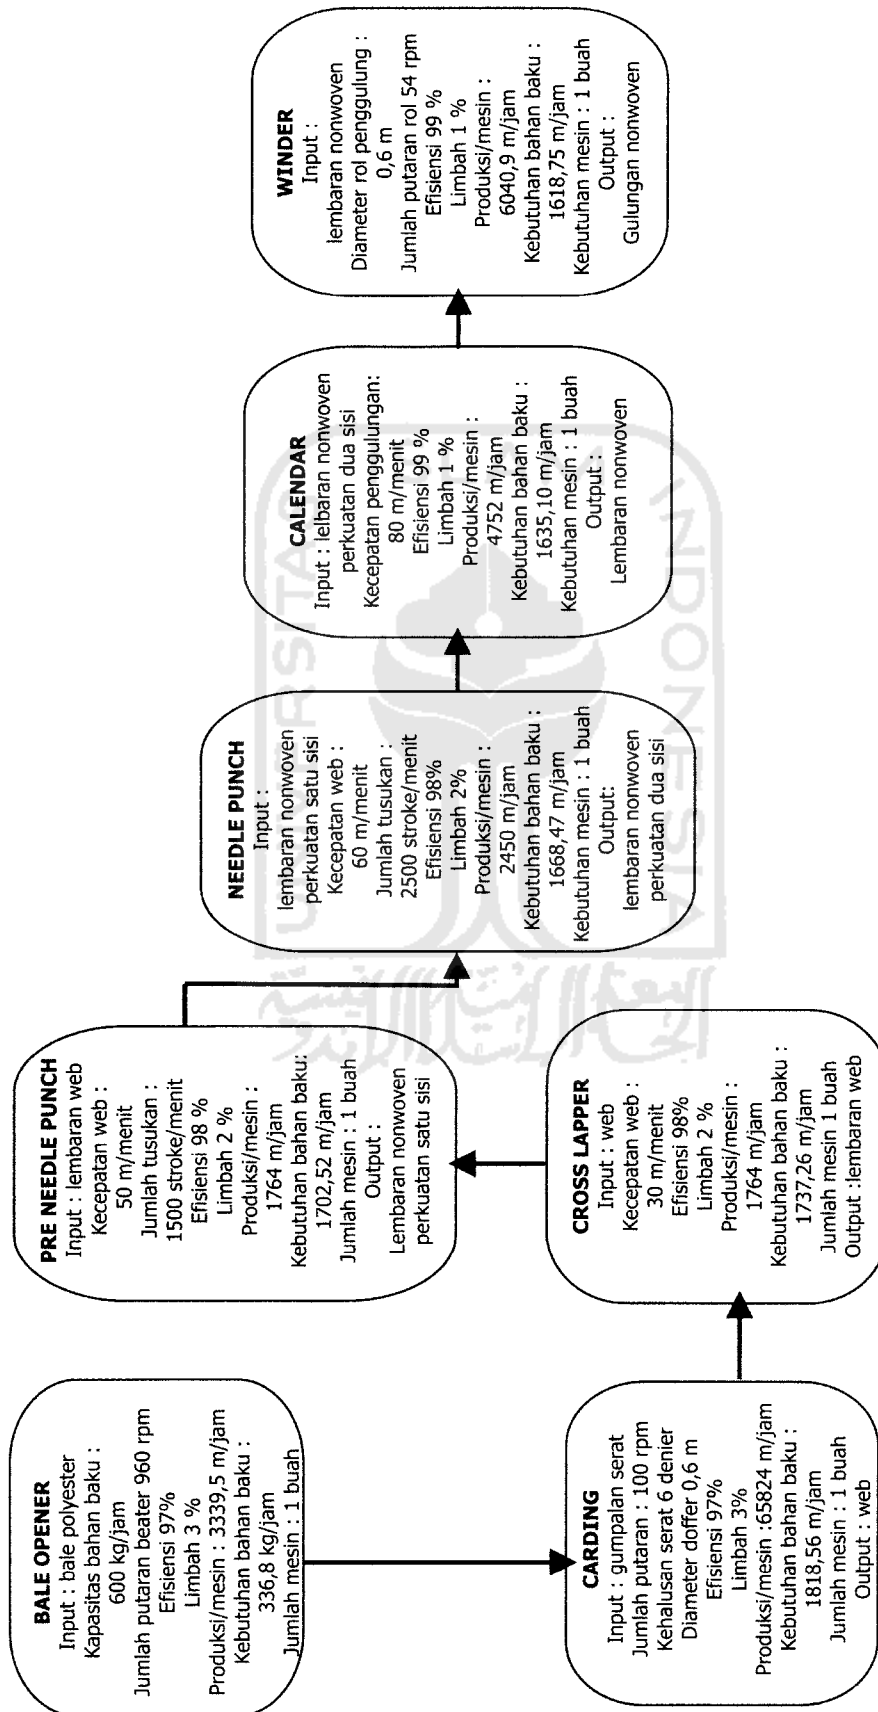 BALE OPENER
Input : bale polyester
Kapasitas bahan baku :
600 kg/jam
Jumlah putaran beater 960 rpm
Efisiensi 97%
Limbah 3 %
Produksi/mesin : 3339,5 m/jam
Kebutuhan bahan baku :
336,8 kg/jam
Jumlah mesin : 1 buah
CARDING
Input : gumpalan serat
Jumlah putaran : 100 rpm
Kehalusan serat 6 denier
Diameter doffer 0,6 m
Efisiensi 97%
Limbah 3%
Produksi/mesin :65824 m/jam
Kebutuhan bahan baku :
1818,56 m/jam
Jumlah mesin : 1 buah
Output : web
CROSS LAPPER
Input : web
Kecepatan web :
30 m/menit
Efisiensi 98%
Limbah 2 %
Produksi/mesin :
1764 m/jam
Kebutuhan bahan baku :
1737,26 m/jam
Jumlah mesin 1 buah
Output :lembaran web
PRE NEEDLE PUNCH
Input : lembaran web
Kecepatan web :
50 m/menit
Jumlah tusukan :
1500 stroke/menit
Efisiensi 98 %
Limbah 2 %
Produksi/mesin :
1764 m/jam
Kebutuhan bahan baku:
1702,52 m/jam
Jumlah mesin : 1 buah
Output :
Lembaran nonwoven
perkuatan satu sisi
NEEDLE PUNCH
Input :
lembaran nonwoven
perkuatan satu sisi
Kecepatan web :
60 m/menit
Jumlah tusukan :
2500 stroke/menit
Efisiensi 98%
Limbah 2%
Produksi/mesin :
2450 m/jam
Kebutuhan bahan baku :
1668,47 m/jam
Kebutuhan mesin : 1 buah
Output:
lembaran nonwoven
perkuatan dua sisi
CALENDAR
Input : lelbaran nonwoven
perkuatan dua sisi
Kecepatan penggulungan:
80 m/menit
Efisiensi 99 %
Limbah 1 %
Produksi/mesin :
4752 m/jam
Kebutuhan bahan baku :
1635,10 m/jam
Kebutuhan mesin : 1 buah
Output :
Lembaran nonwoven
WINDER
Input :
lembaran nonwoven
Diameter rol penggulung :
0,6 m
Jumlah putaran rol 54 rpm
Efisiensi 99 %
Limbah 1 %
Produksi/mesin :
6040,9 m/jam
Kebutuhan bahan baku :
1618,75 m/jam
Kebutuhan mesin : 1 buah
Output :
Gulungan nonwoven
UNIVERSITAS
ISLAM
INDONESIA